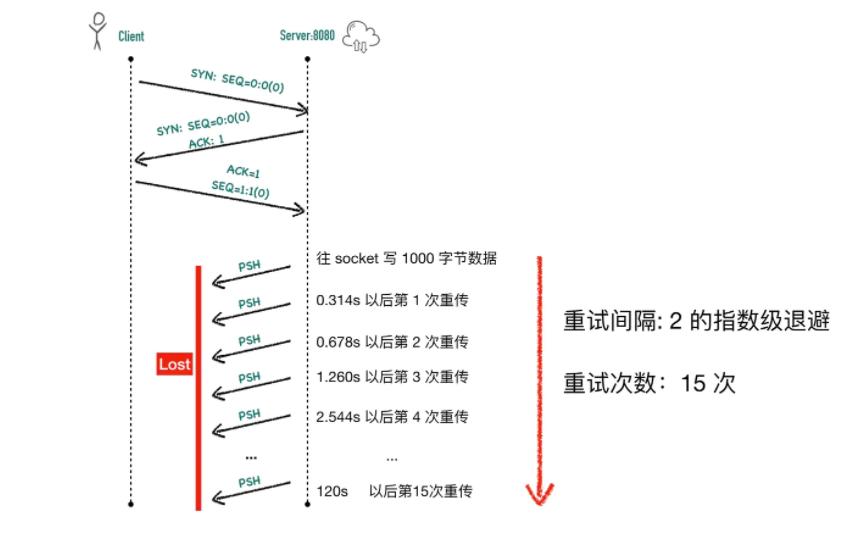 Client
Server:8080
SYN: SEQ=0:0(0)
SYN: SEQ=0:0(0)
ACK: 1
ACK=1
SEQ=1:1(0)
往 socket 写 1000 字节数据
PSH
0.314s 以后第 1 次重传
PSH
0.678s 以后第 2 次重传
PSH
1.260s 以后第 3 次重传
PSH
2.544s 以后第 4 次重传
PSH
...
...
120s 以后第15次重传
PSH
Lost
重试间隔: 2 的指数级退避
重试次数：15 次